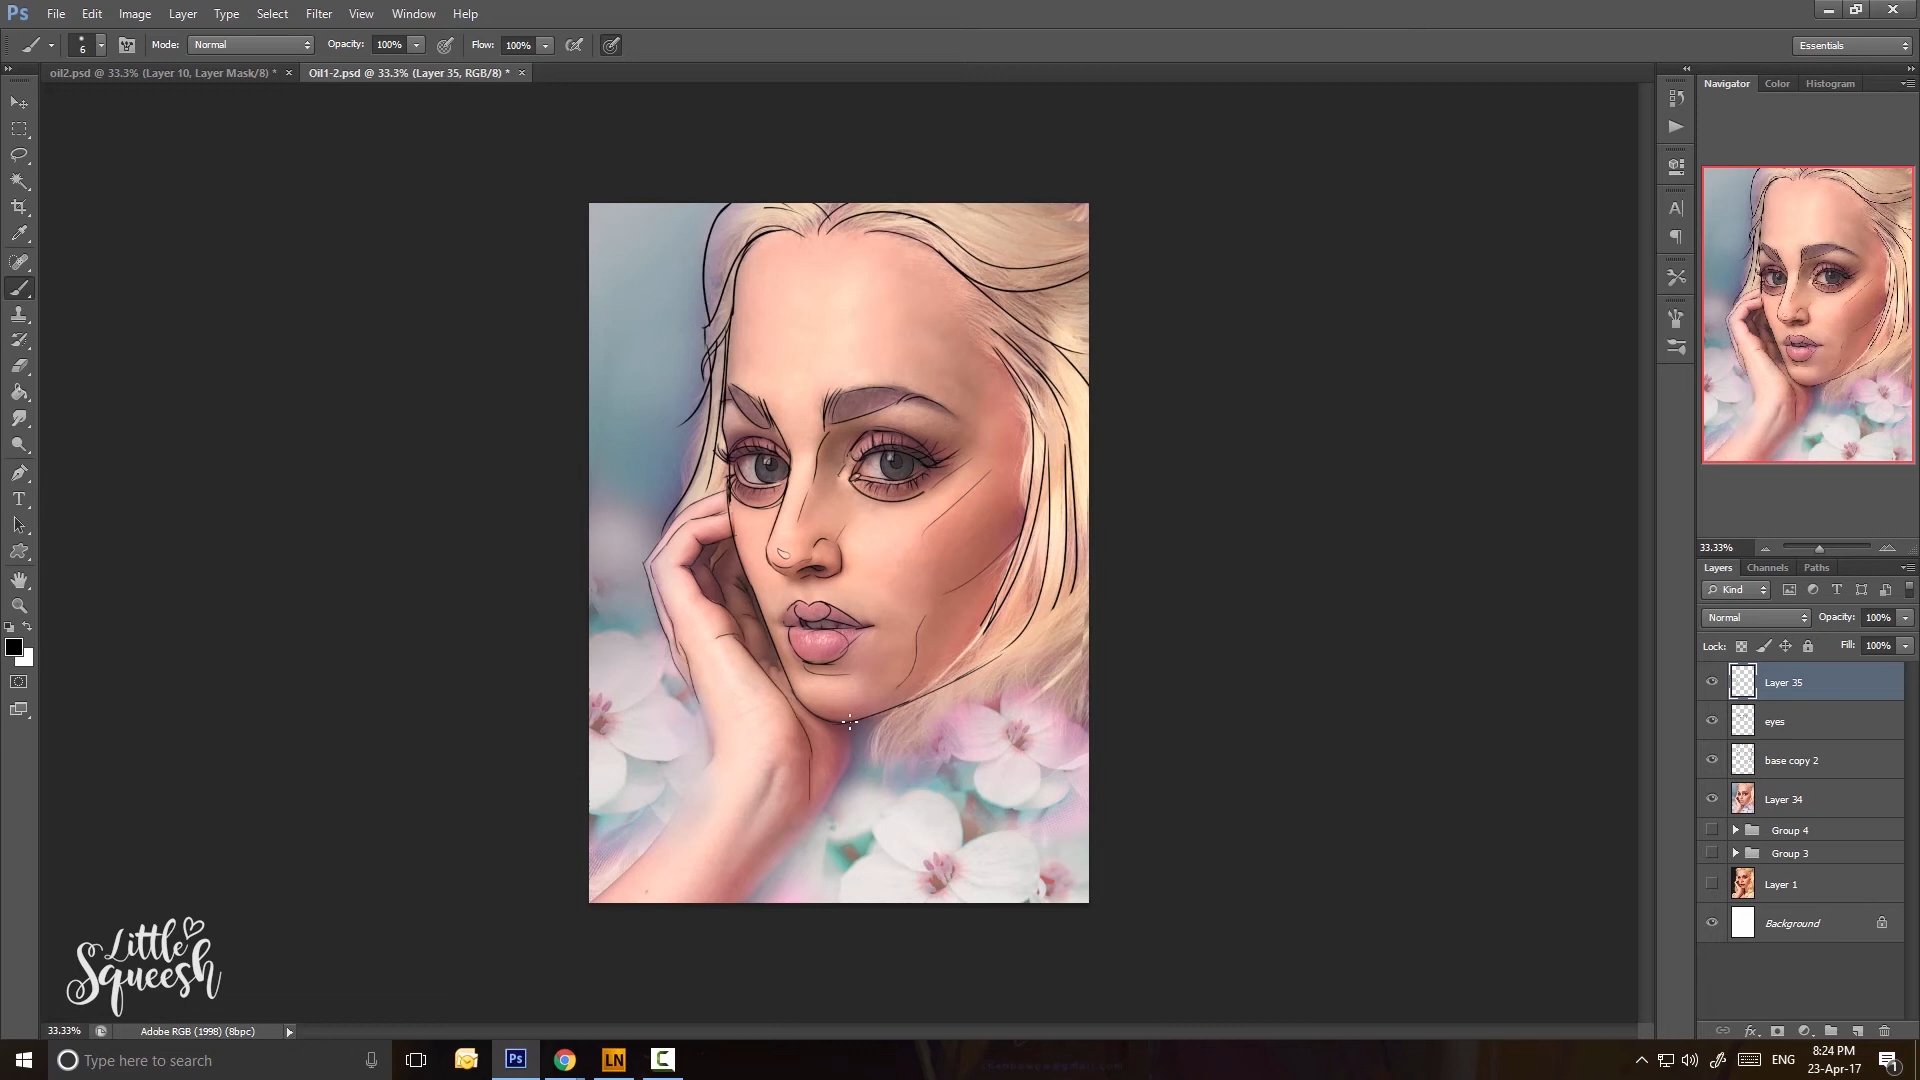 Ps File Edit Image Layer Type Select Filter View Window Help
6 Mode: Normal Opacity: 100% Flow: 100% Essentials
oil2.psd @ 33.3% (Layer 10, Layer Mask/8) * × Oil1-2.psd @ 33.3% (Layer 35, RGB/8) * ×
Navigator Color Histogram
33.33%
Layers Channels Paths
Kind
Normal Opacity: 100%
Lock: Fill: 100%
Layer 35
eyes
base copy 2
Layer 34
Group 4
Group 3
Layer 1
Background
Little
Squeesh
33.33% Adobe RGB (1998) (8bpc)
Type here to search Ps LN C ENG 8:24 PM
23-Apr-17 1